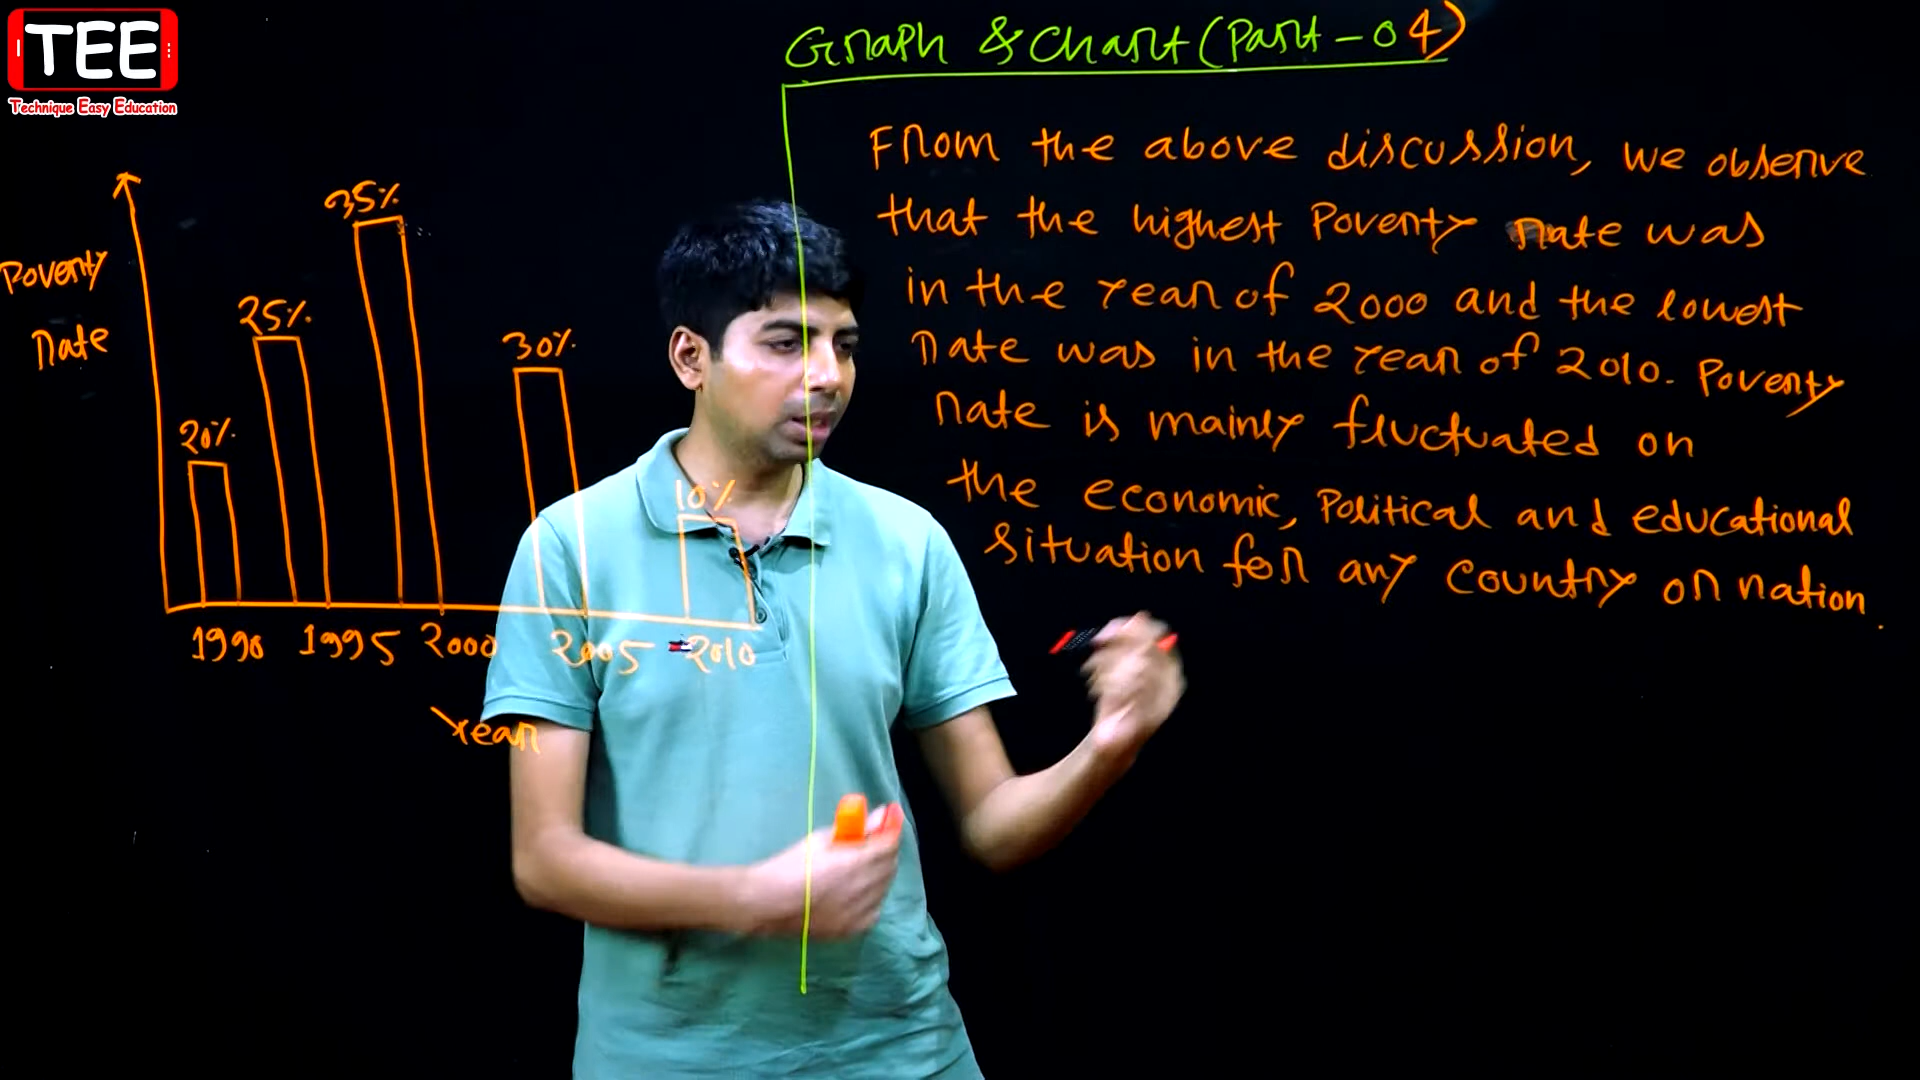 TEE
Technique Easy Education
Graph & Chart (Part - 04)
From the above discussion, we observe
that the highest Poverty rate was
in the Year of 2000 and the lowest
rate was in the Year of 2010. Poverty
rate is mainly fluctuated on
the economic, Political and educational
situation for any country or nation.
Poverty
rate
20%
25%
35%
30%
10%
1990 1995 2000 2005 2010
Year